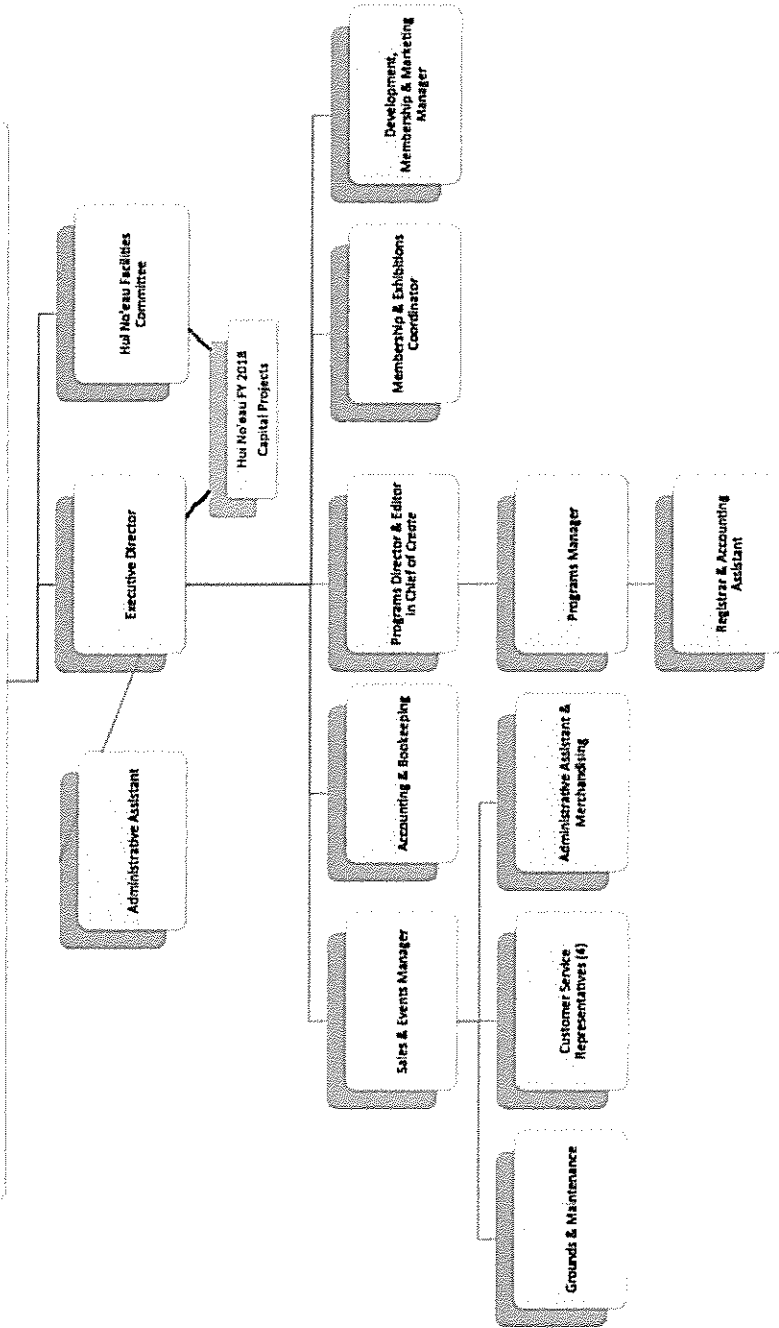 Hui No'eau Facilities
Committee
Executive Director
Administrative Assistant
Hui No'eau FY 2018
Capital Projects
Development,
Membership & Marketing
Manager
Membership & Exhibitions
Coordinator
Programs Director & Editor
in Chief of Create
Accounting & Bookeeping
Sales & Events Manager
Programs Manager
Administrative Assistant &
Merchandising
Customer Service
Representatives (4)
Grounds & Maintenance
Registrar & Accounting
Assistant